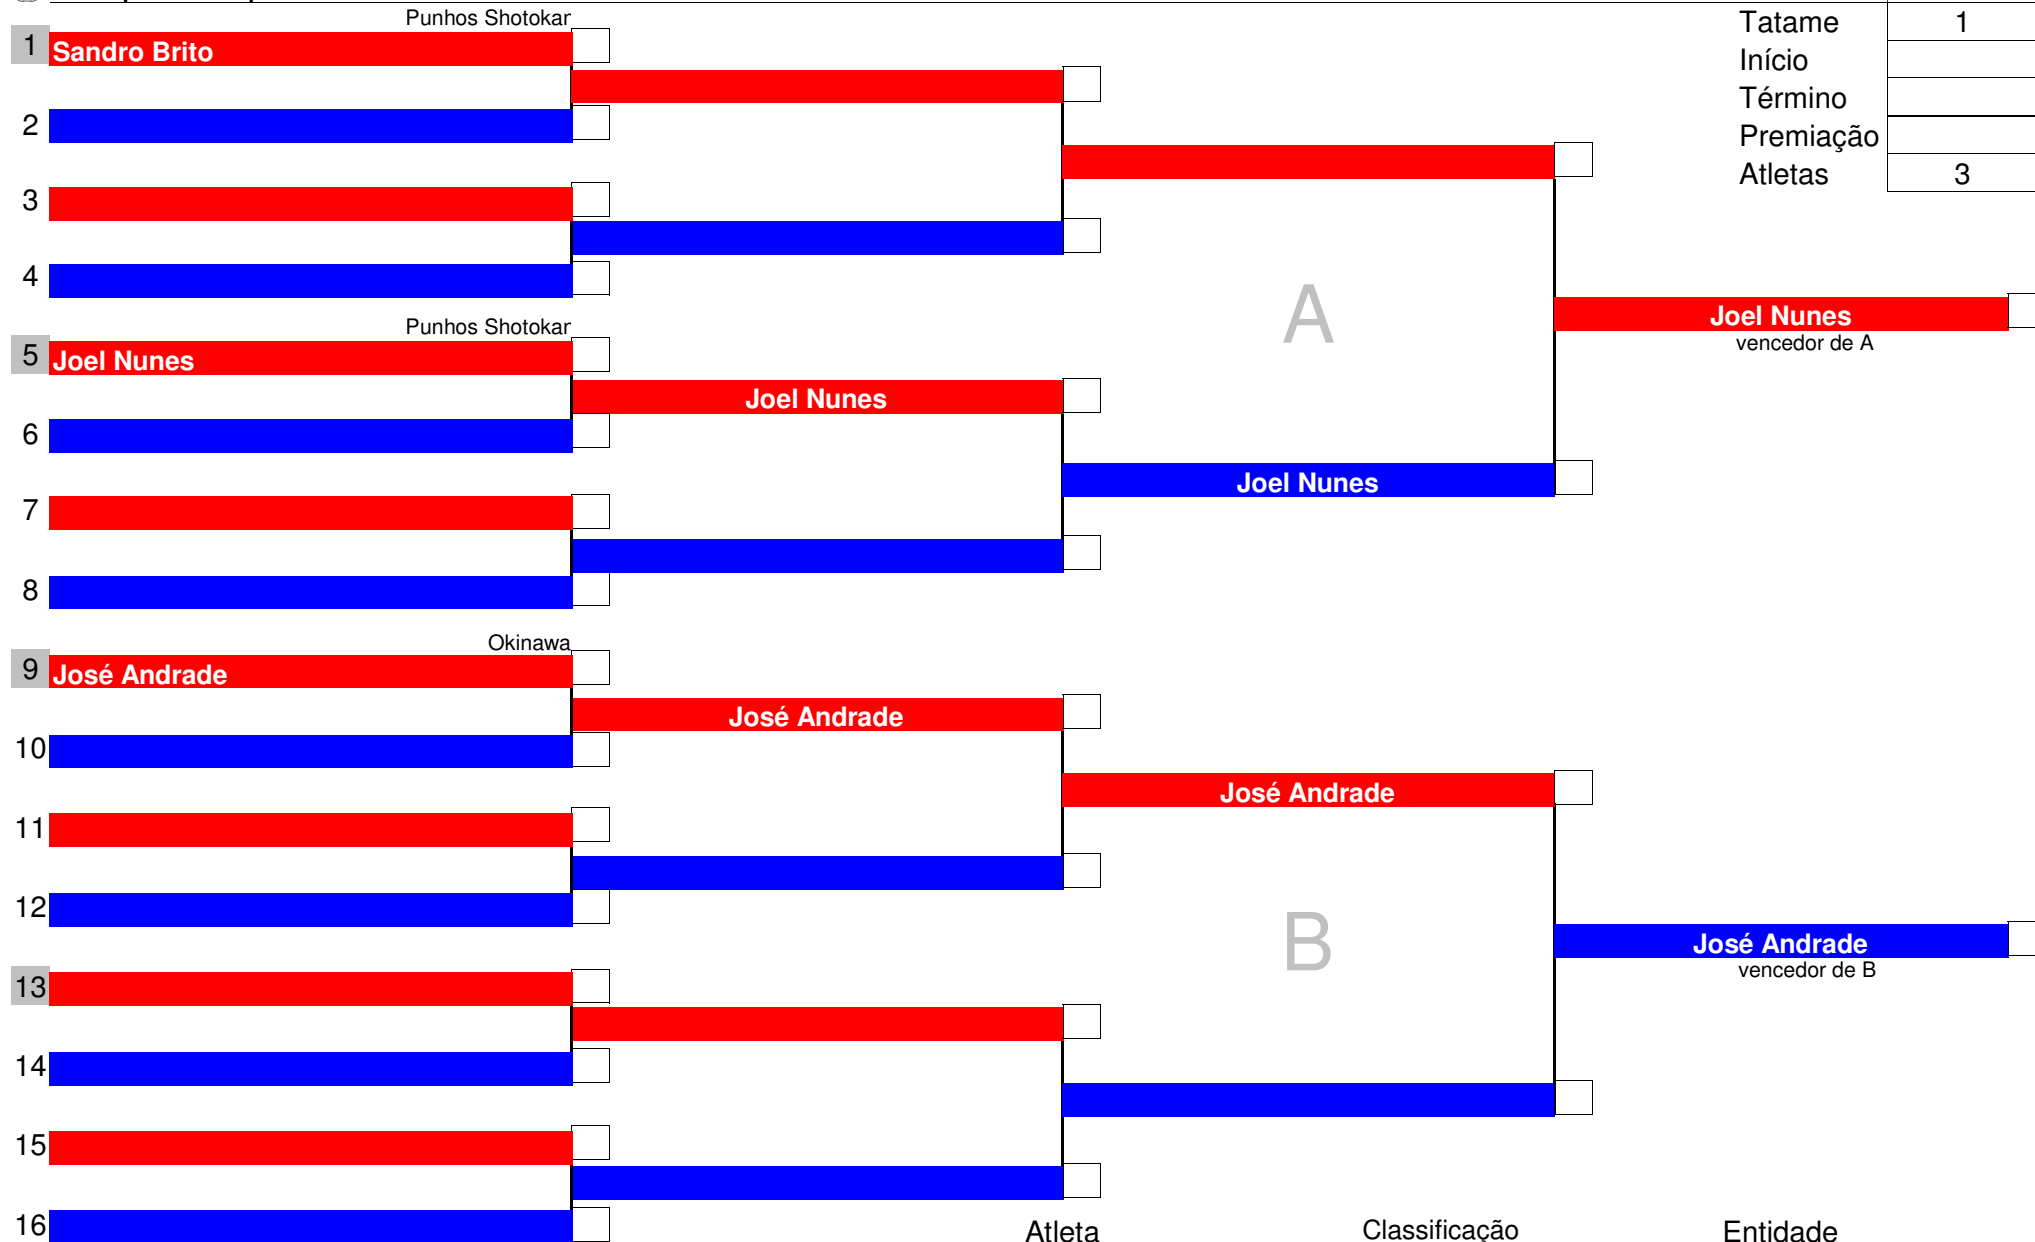 Punhos Shotokan
Tatame 1
1 Sandro Brito
Início
Término
2
Premiação
Atletas 3
3
4
A
Joel Nunes
Punhos Shotokan
vencedor de A
5 Joel Nunes
Joel Nunes
6
Joel Nunes
7
8
Okinawa
9 José Andrade
José Andrade
10
José Andrade
11
12
B
José Andrade
vencedor de B
13
14
15
16
Atleta Classificação Entidade